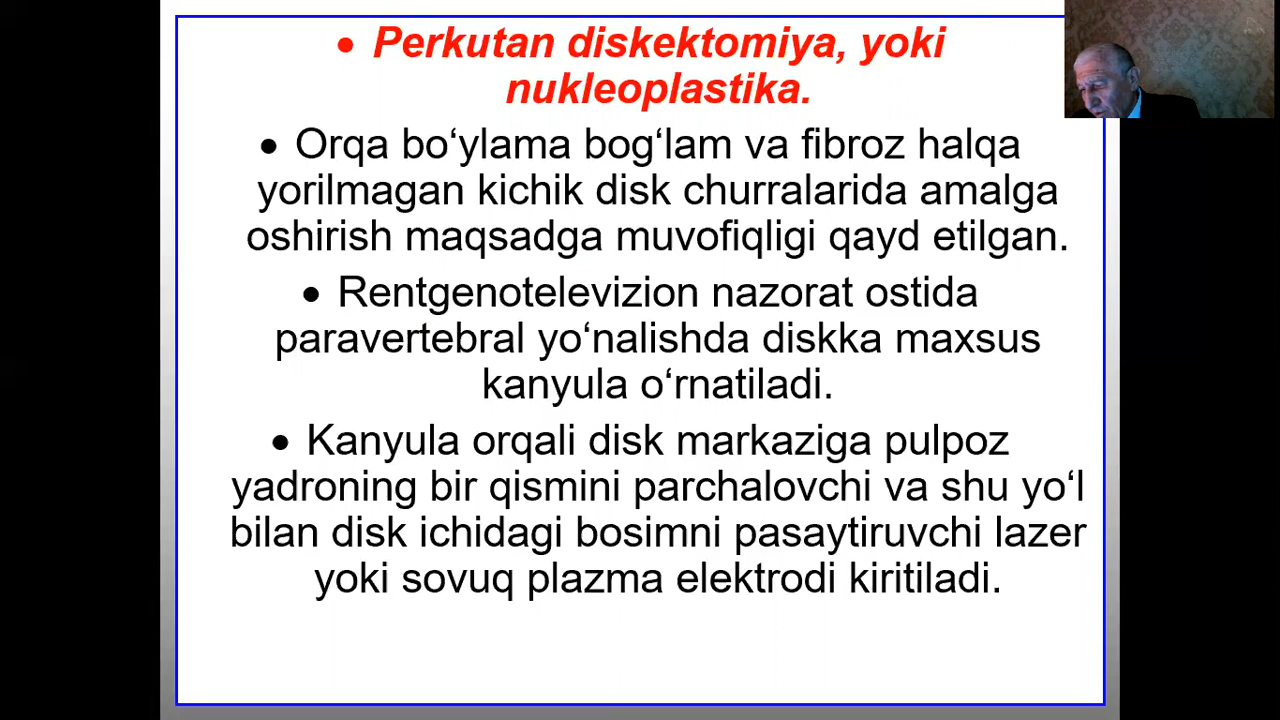 • Perkutan diskektomiya, yoki
nukleoplastika.
• Orqa bo‘ylama bog‘lam va fibroz halqa
yorilmagan kichik disk churralarida amalga
oshirish maqsadga muvofiqligi qayd etilgan.
• Rentgenotelevizion nazorat ostida
paravertebral yo‘nalishda diskka maxsus
kanyula o‘rnatiladi.
• Kanyula orqali disk markaziga pulpoz
yadroning bir qismini parchalovchi va shu yo‘l
bilan disk ichidagi bosimni pasaytiruvchi lazer
yoki sovuq plazma elektrodi kiritiladi.